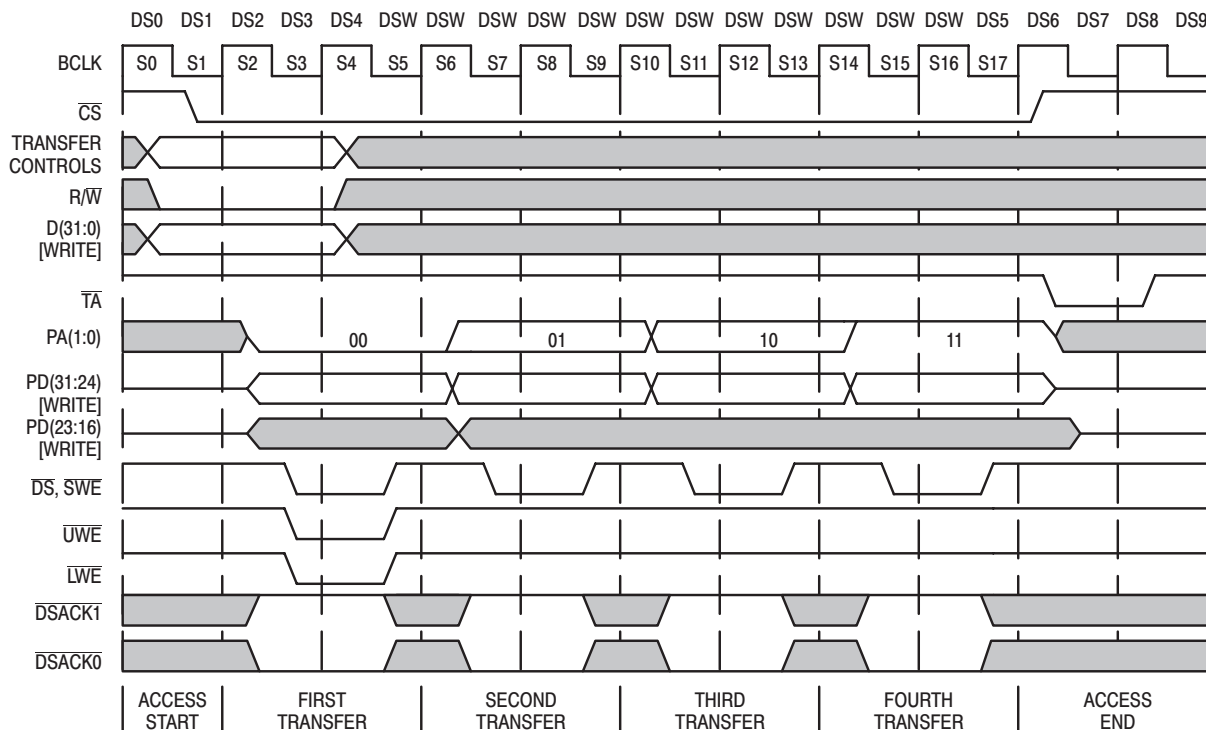 DS0 DS1 DS2 DS3 DS4 DSW DSW DSW DSW DSW DSW DSW DSW DSW DSW DSW DSW DS5 DS6 DS7 DS8 DS9
BCLK S0 S1 S2 S3 S4 S5 S6 S7 S8 S9 S10 S11 S12 S13 S14 S15 S16 S17
CS
TRANSFER
CONTROLS
R/W
D(31:0)
[WRITE]
TA
PA(1:0) 00 01 10 11
PD(31:24)
[WRITE]
PD(23:16)
[WRITE]
DS, SWE
UWE
LWE
DSACK1
DSACK0
ACCESS
START
FIRST
TRANSFER
SECOND
TRANSFER
THIRD
TRANSFER
FOURTH
TRANSFER
ACCESS
END